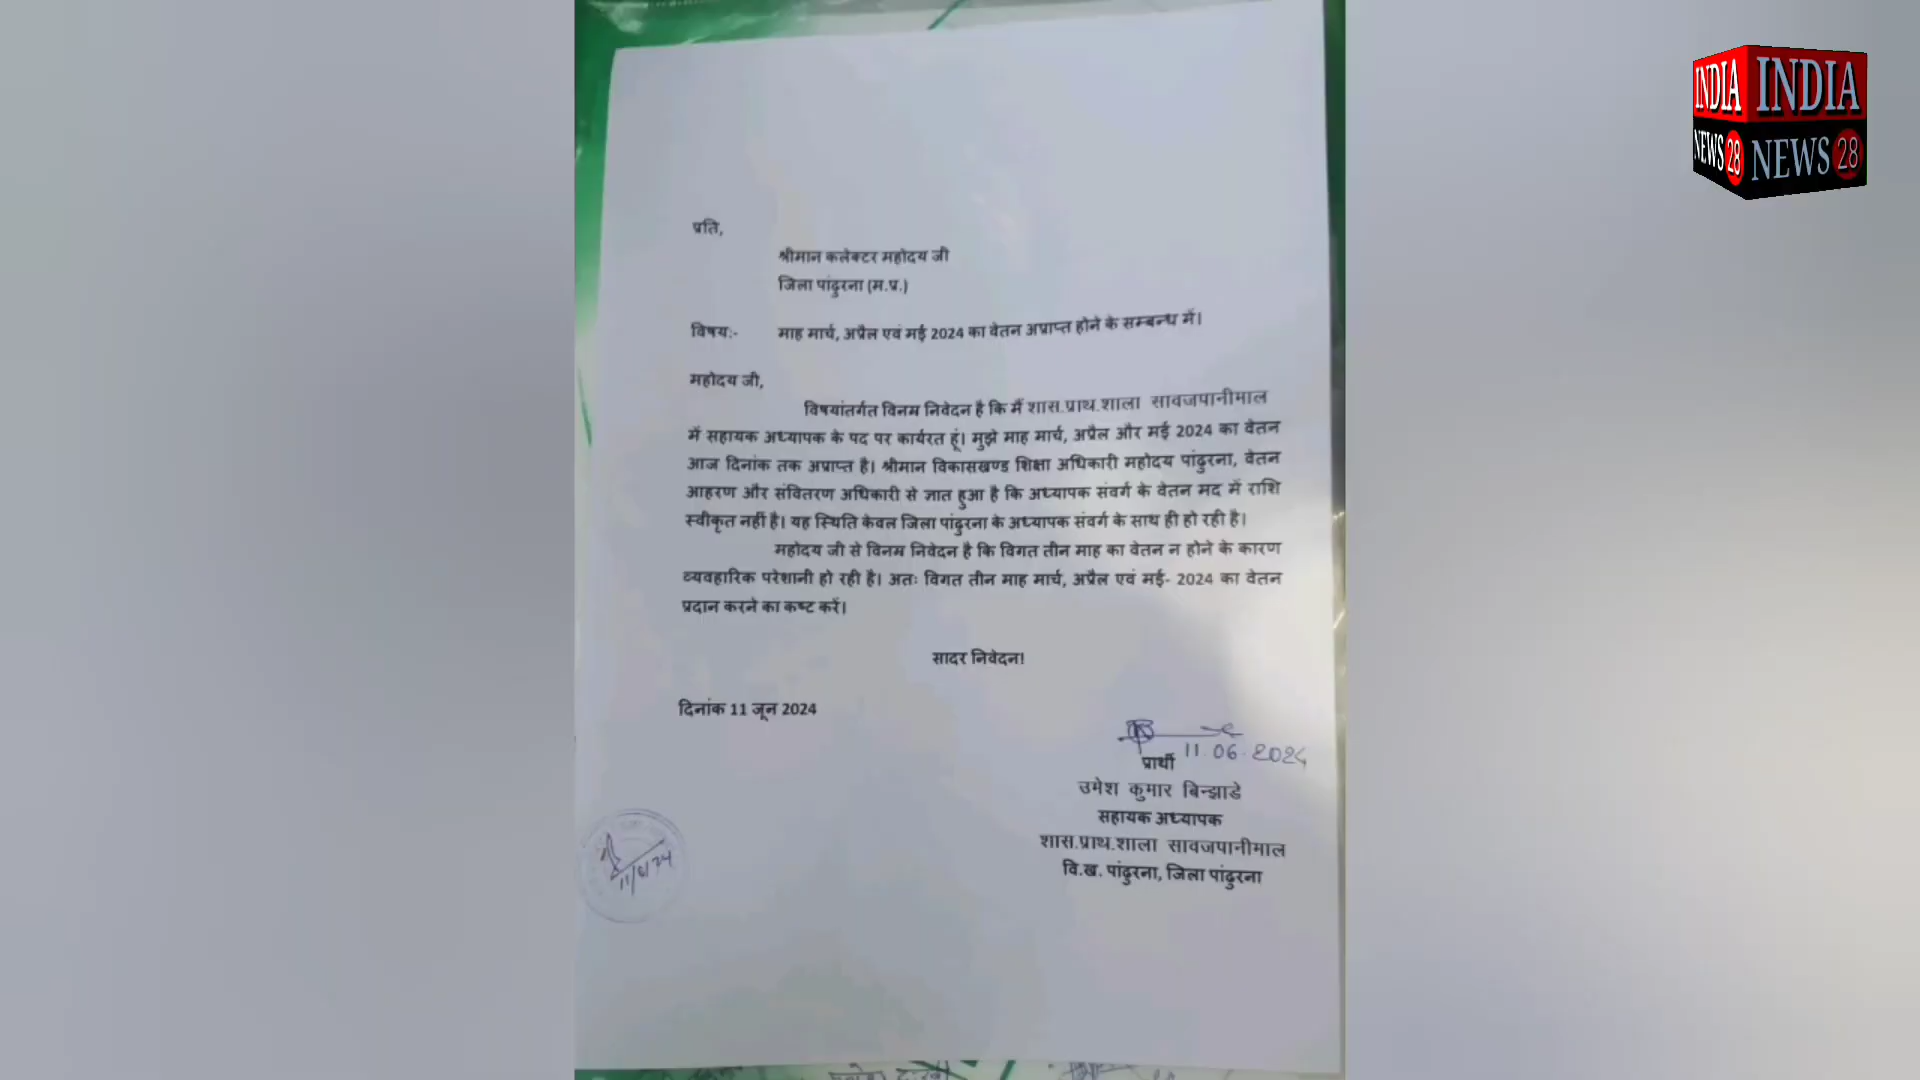 INDIA INDIA
NEWS 28 NEWS 28
प्रति,
श्रीमान कलेक्टर महोदय जी
जिला पांढुरना (म.प्र.)
विषय:- माह मार्च, अप्रैल एवं मई 2024 का वेतन अप्राप्त होने के सम्बन्ध में।
महोदय जी,
विषयांतर्गत विनम्र निवेदन है कि मैं शास.प्राथ.शाला सावजपानीमाल
में सहायक अध्यापक के पद पर कार्यरत हूं। मुझे माह मार्च, अप्रैल और मई 2024 का वेतन
आज दिनांक तक अप्राप्त है। श्रीमान विकासखण्ड शिक्षा अधिकारी महोदय पांढुरना, वेतन
आहरण और संवितरण अधिकारी से ज्ञात हुआ है कि अध्यापक संवर्ग के वेतन मद में राशि
स्वीकृत नहीं है। यह स्थिति केवल जिला पांढुरना के अध्यापक संवर्ग के साथ ही हो रही है।
महोदय जी से विनम्र निवेदन है कि विगत तीन माह का वेतन न होने के कारण
व्यवहारिक परेशानी हो रही है। अतः विगत तीन माह मार्च, अप्रैल एवं मई- 2024 का वेतन
प्रदान करने का कष्ट करें।
सादर निवेदन!
दिनांक 11 जून 2024
11.06.2024
प्रार्थी
उमेश कुमार बिन्झाडे
सहायक अध्यापक
शास.प्राथ.शाला सावजपानीमाल
वि.ख. पांढुरना, जिला पांढुरना
11/6/24